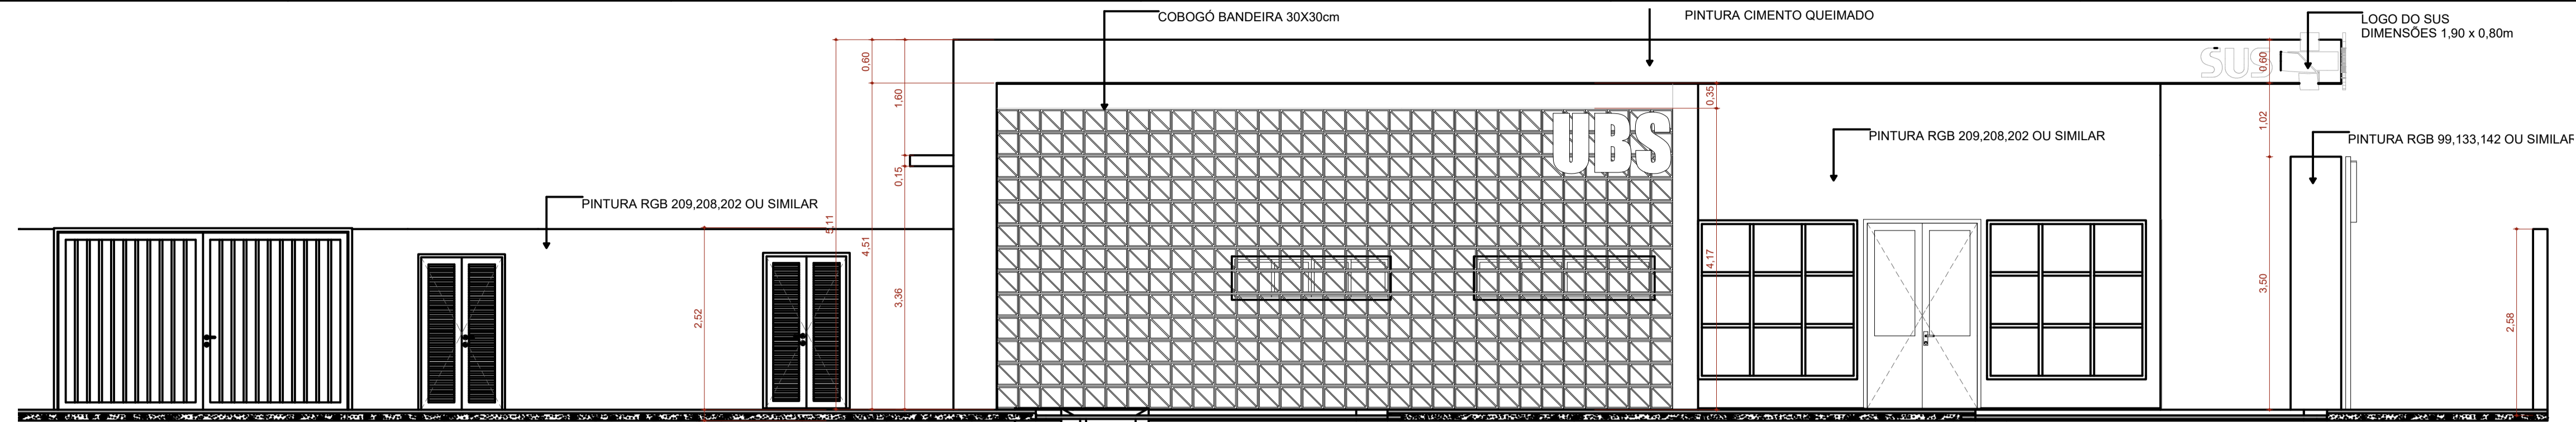 COBOGÓ BANDEIRA 30X30cm
PINTURA CIMENTO QUEIMADO
LOGO DO SUS
DIMENSÕES 1,90 x 0,80m
SUS
0,60
0,60
1,60
0,35
1,02
UBS
PINTURA RGB 209,208,202 OU SIMILAR
PINTURA RGB 99,133,142 OU SIMILAR
0,15
PINTURA RGB 209,208,202 OU SIMILAR
5,11
4,51
4,17
3,36
3,50
2,52
2,58